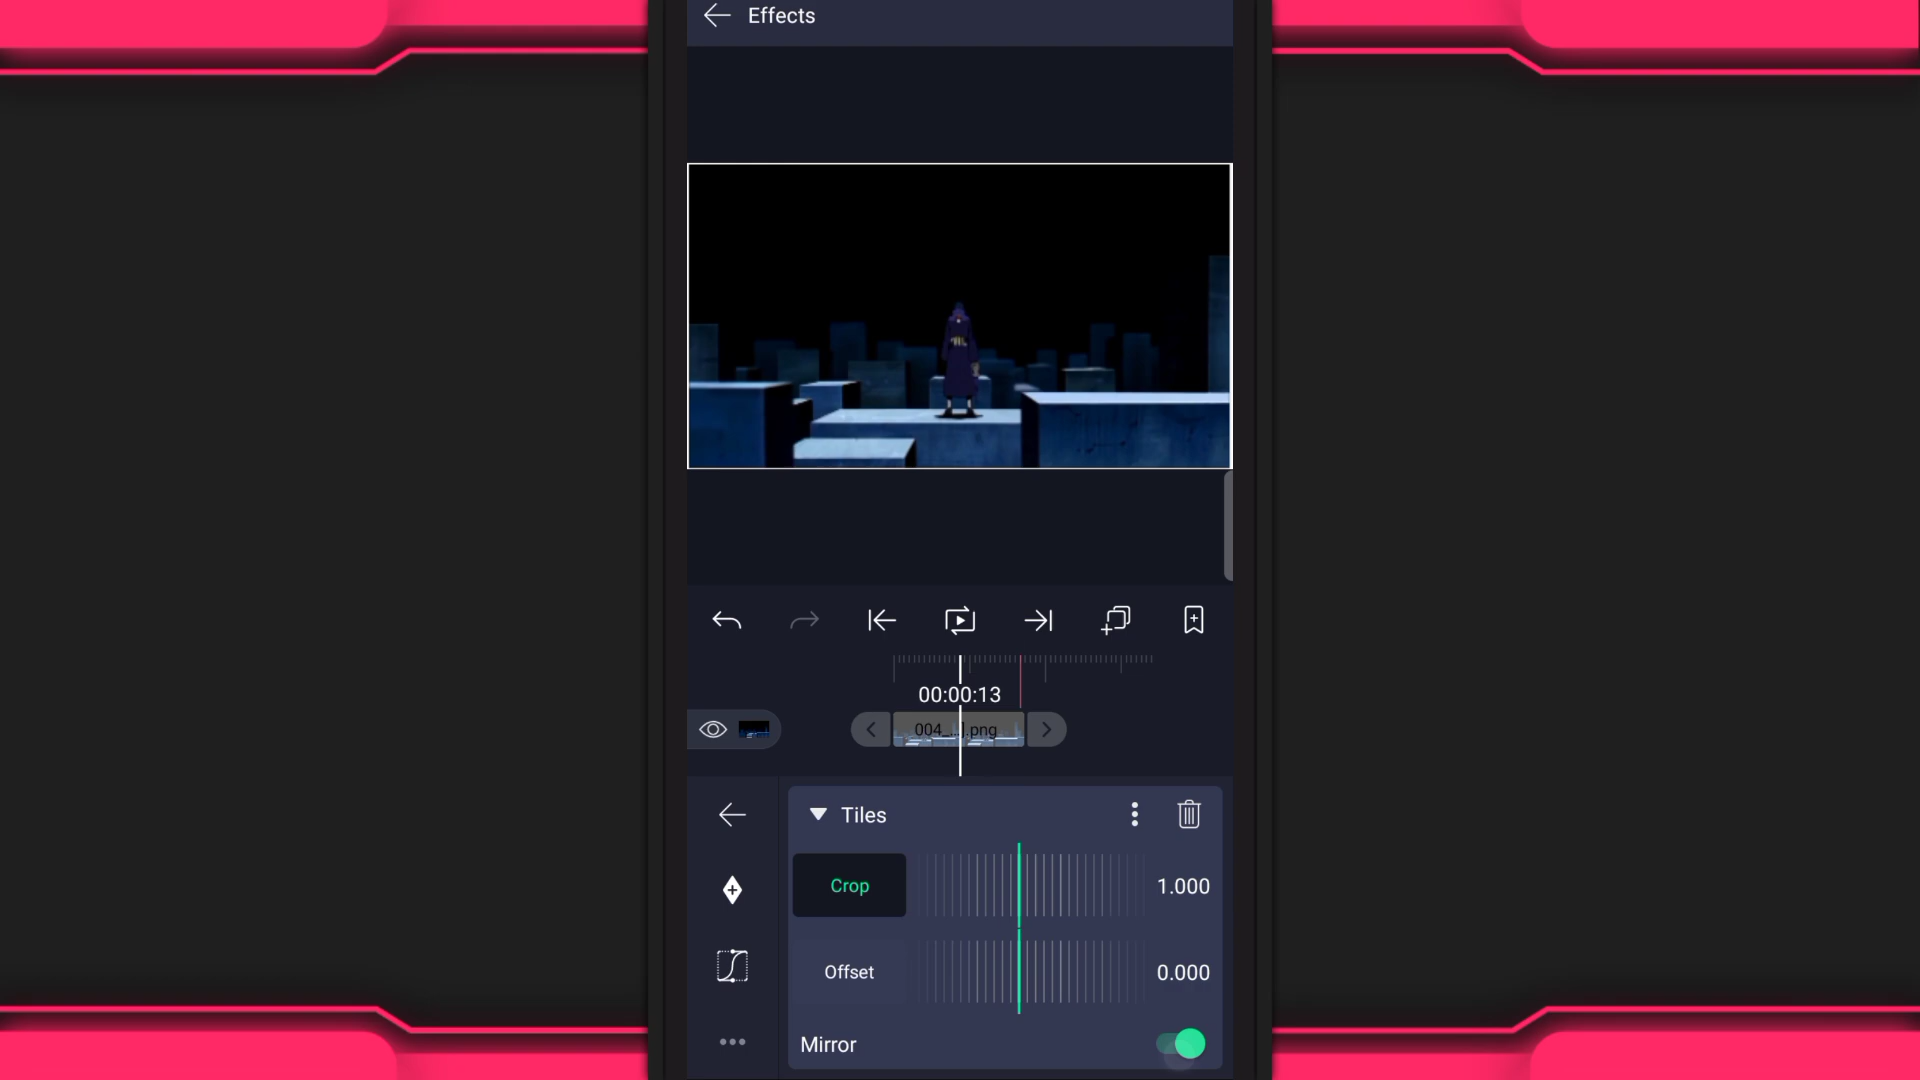 Effects
00:00:13
004_...].png
Tiles
Crop
1.000
Offset
0.000
Mirror